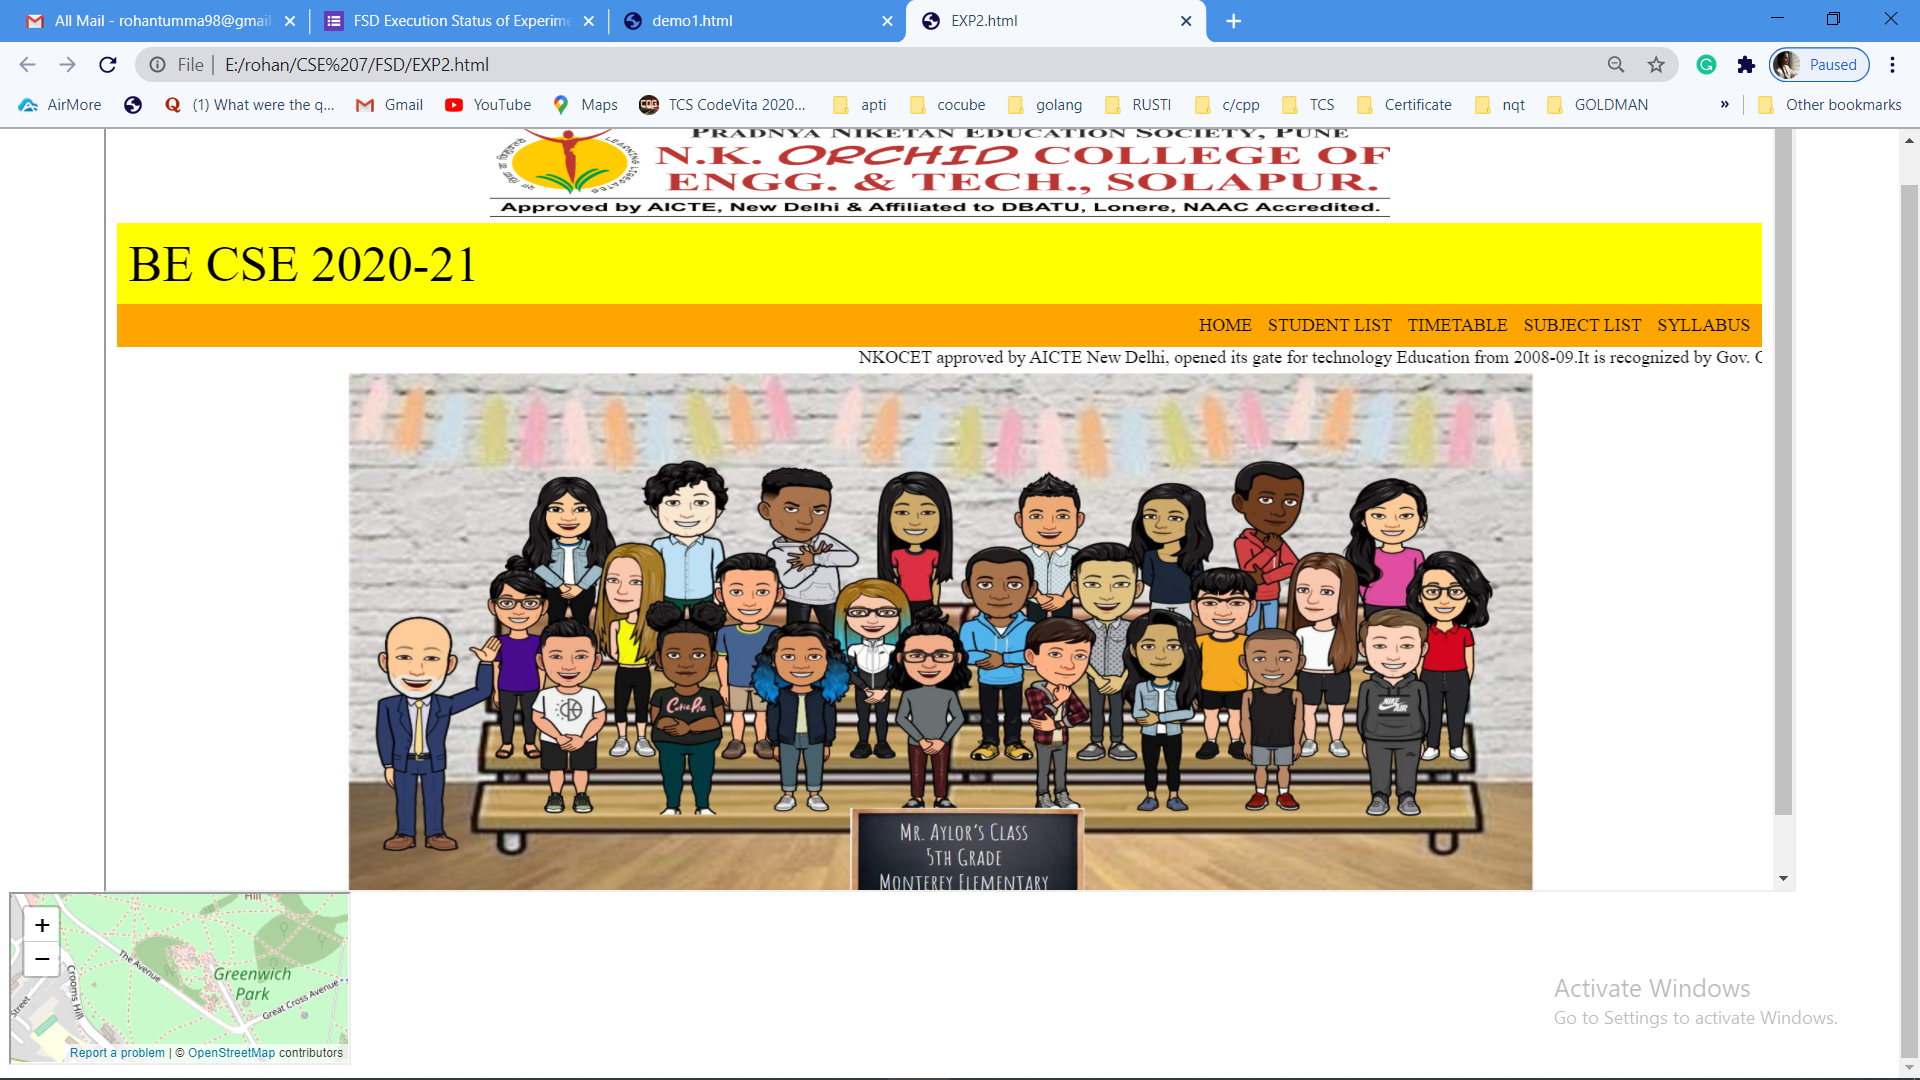 All Mail - rohantumma98@gmail.
FSD Execution Status of Experime
demo1.html
EXP2.html
File
E:/rohan/CSE%207/FSD/EXP2.html
Paused
AirMore
(1) What were the q...
Gmail
YouTube
Maps
TCS CodeVita 2020...
apti
cocube
golang
RUSTI
c/cpp
TCS
Certificate
nqt
GOLDMAN
»
Other bookmarks
PRADNYA NIKETAN EDUCATION SOCIETY, PUNE
N.K. ORCHID COLLEGE OF
ENGG. & TECH., SOLAPUR.
Approved by AICTE, New Delhi & Affiliated to DBATU, Lonere, NAAC Accredited.
BE CSE 2020-21
HOME STUDENT LIST TIMETABLE SUBJECT LIST SYLLABUS
NKOCET approved by AICTE New Delhi, opened its gate for technology Education from 2008-09.It is recognized by Gov.
CutiePie
NIKE
AIR
MR. AYLOR'S CLASS
5TH GRADE
MONTEREY ELEMENTARY
+
−
Hill
The Avenue
Crooms Hill
Greenwich
Park
Great Cross Avenue
Street
Report a problem | © OpenStreetMap contributors
Activate Windows
Go to Settings to activate Windows.